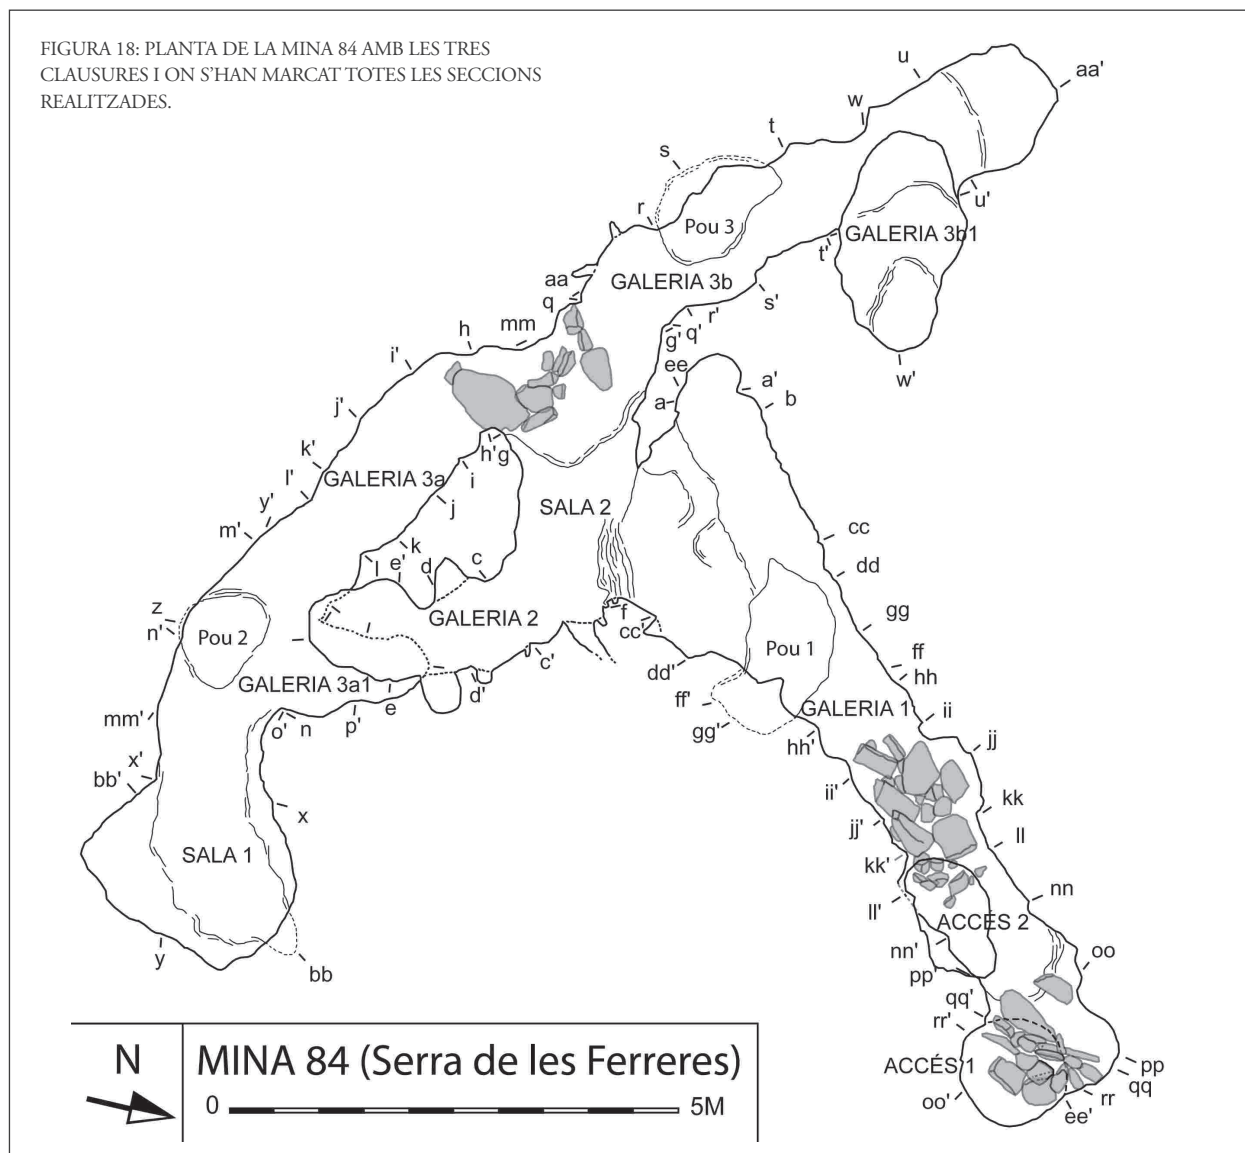 FIGURA 18: PLANTA DE LA MINA 84 AMB LES TRES
CLAUSURES I ON S'HAN MARCAT TOTES LES SECCIONS
REALITZADES.
u
aa'
w
t
s
u'
r
Pou 3
GALERIA 3b1
t'
aa
GALERIA 3b
q
s'
r'
h
mm
q'
g'
w'
i'
ee
a'
a
b
j'
h'
g
k'
GALERIA 3a
i
l'
j
SALA 2
y'
m'
cc
k
l
e'
d
c
dd
z
n'
Pou 2
GALERIA 2
f
cc'
gg
c'
Pou 1
ff
dd'
hh
GALERIA 3a1
d'
e
ff'
GALERIA 1
mm'
o'
n
p'
gg'
hh'
ii
jj
x'
bb'
ii'
x
kk
jj'
ll
SALA 1
kk'
nn
ll'
ACCÉS 2
y
bb
nn'
oo
pp'
qq'
rr'
ACCÉS 1
pp
qq
oo'
rr
ee'
N
MINA 84 (Serra de les Ferreres)
0
5M